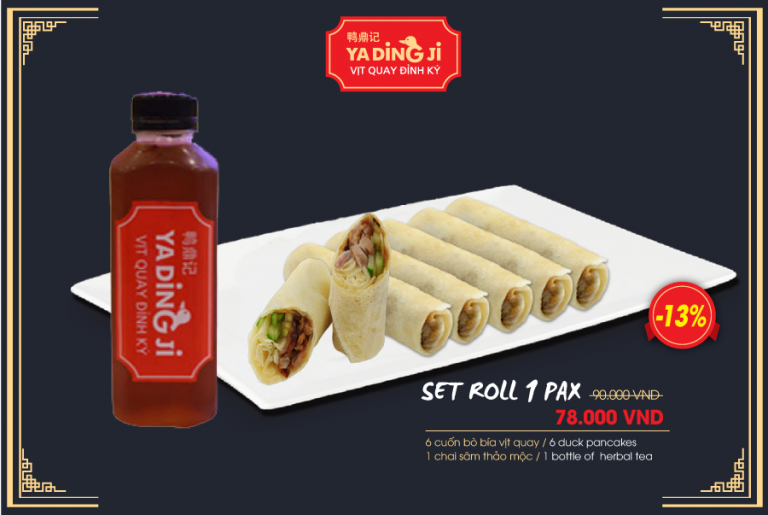 鸭鼎记
YA DING Ji
VỊT QUAY ĐỈNH KÝ
鸭鼎记
YA DING Ji
VỊT QUAY ĐỈNH KÝ
-13%
SET ROLL 1 PAX 90.000 VND
78.000 VND
6 cuốn bò bía vịt quay / 6 duck pancakes
1 chai sâm thảo mộc / 1 bottle of herbal tea